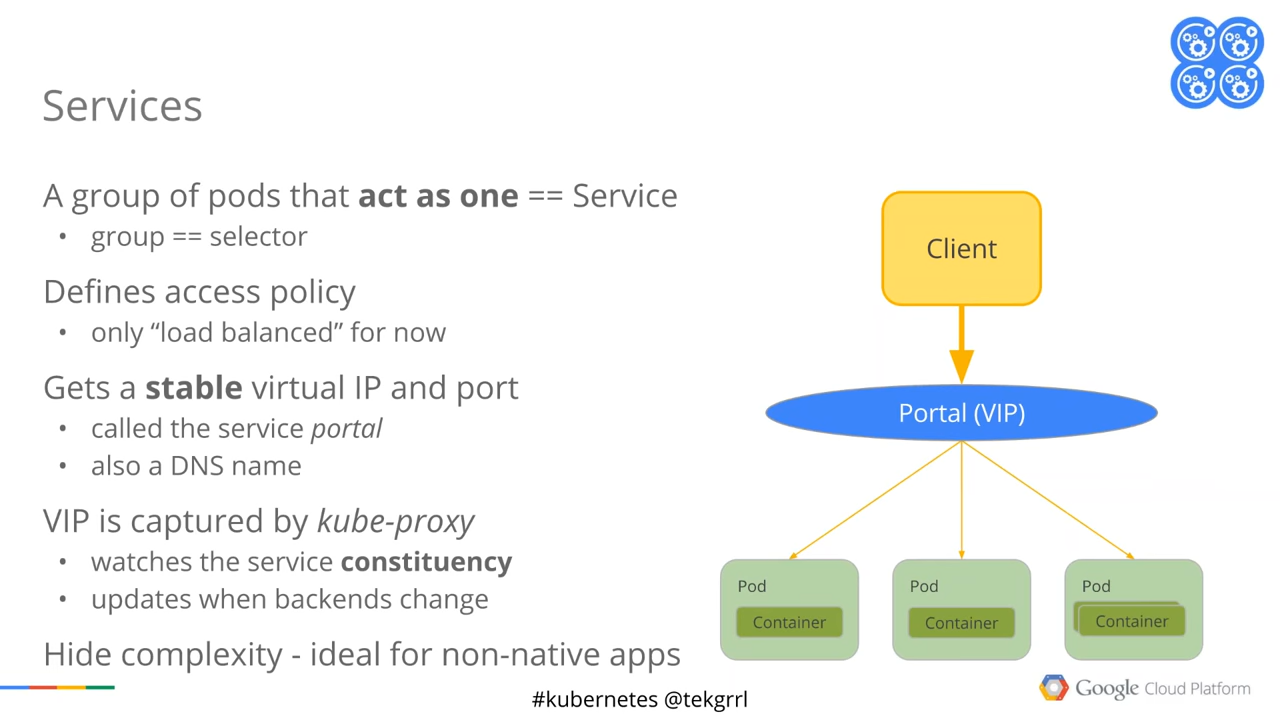 Services
A group of pods that act as one == Service
• group == selector
Defines access policy
• only “load balanced” for now
Gets a stable virtual IP and port
• called the service portal
• also a DNS name
VIP is captured by kube-proxy
• watches the service constituency
• updates when backends change
Hide complexity - ideal for non-native apps
Client
Portal (VIP)
Pod
Container
Pod
Container
Pod
Container
#kubernetes @tekgrrl
Google Cloud Platform